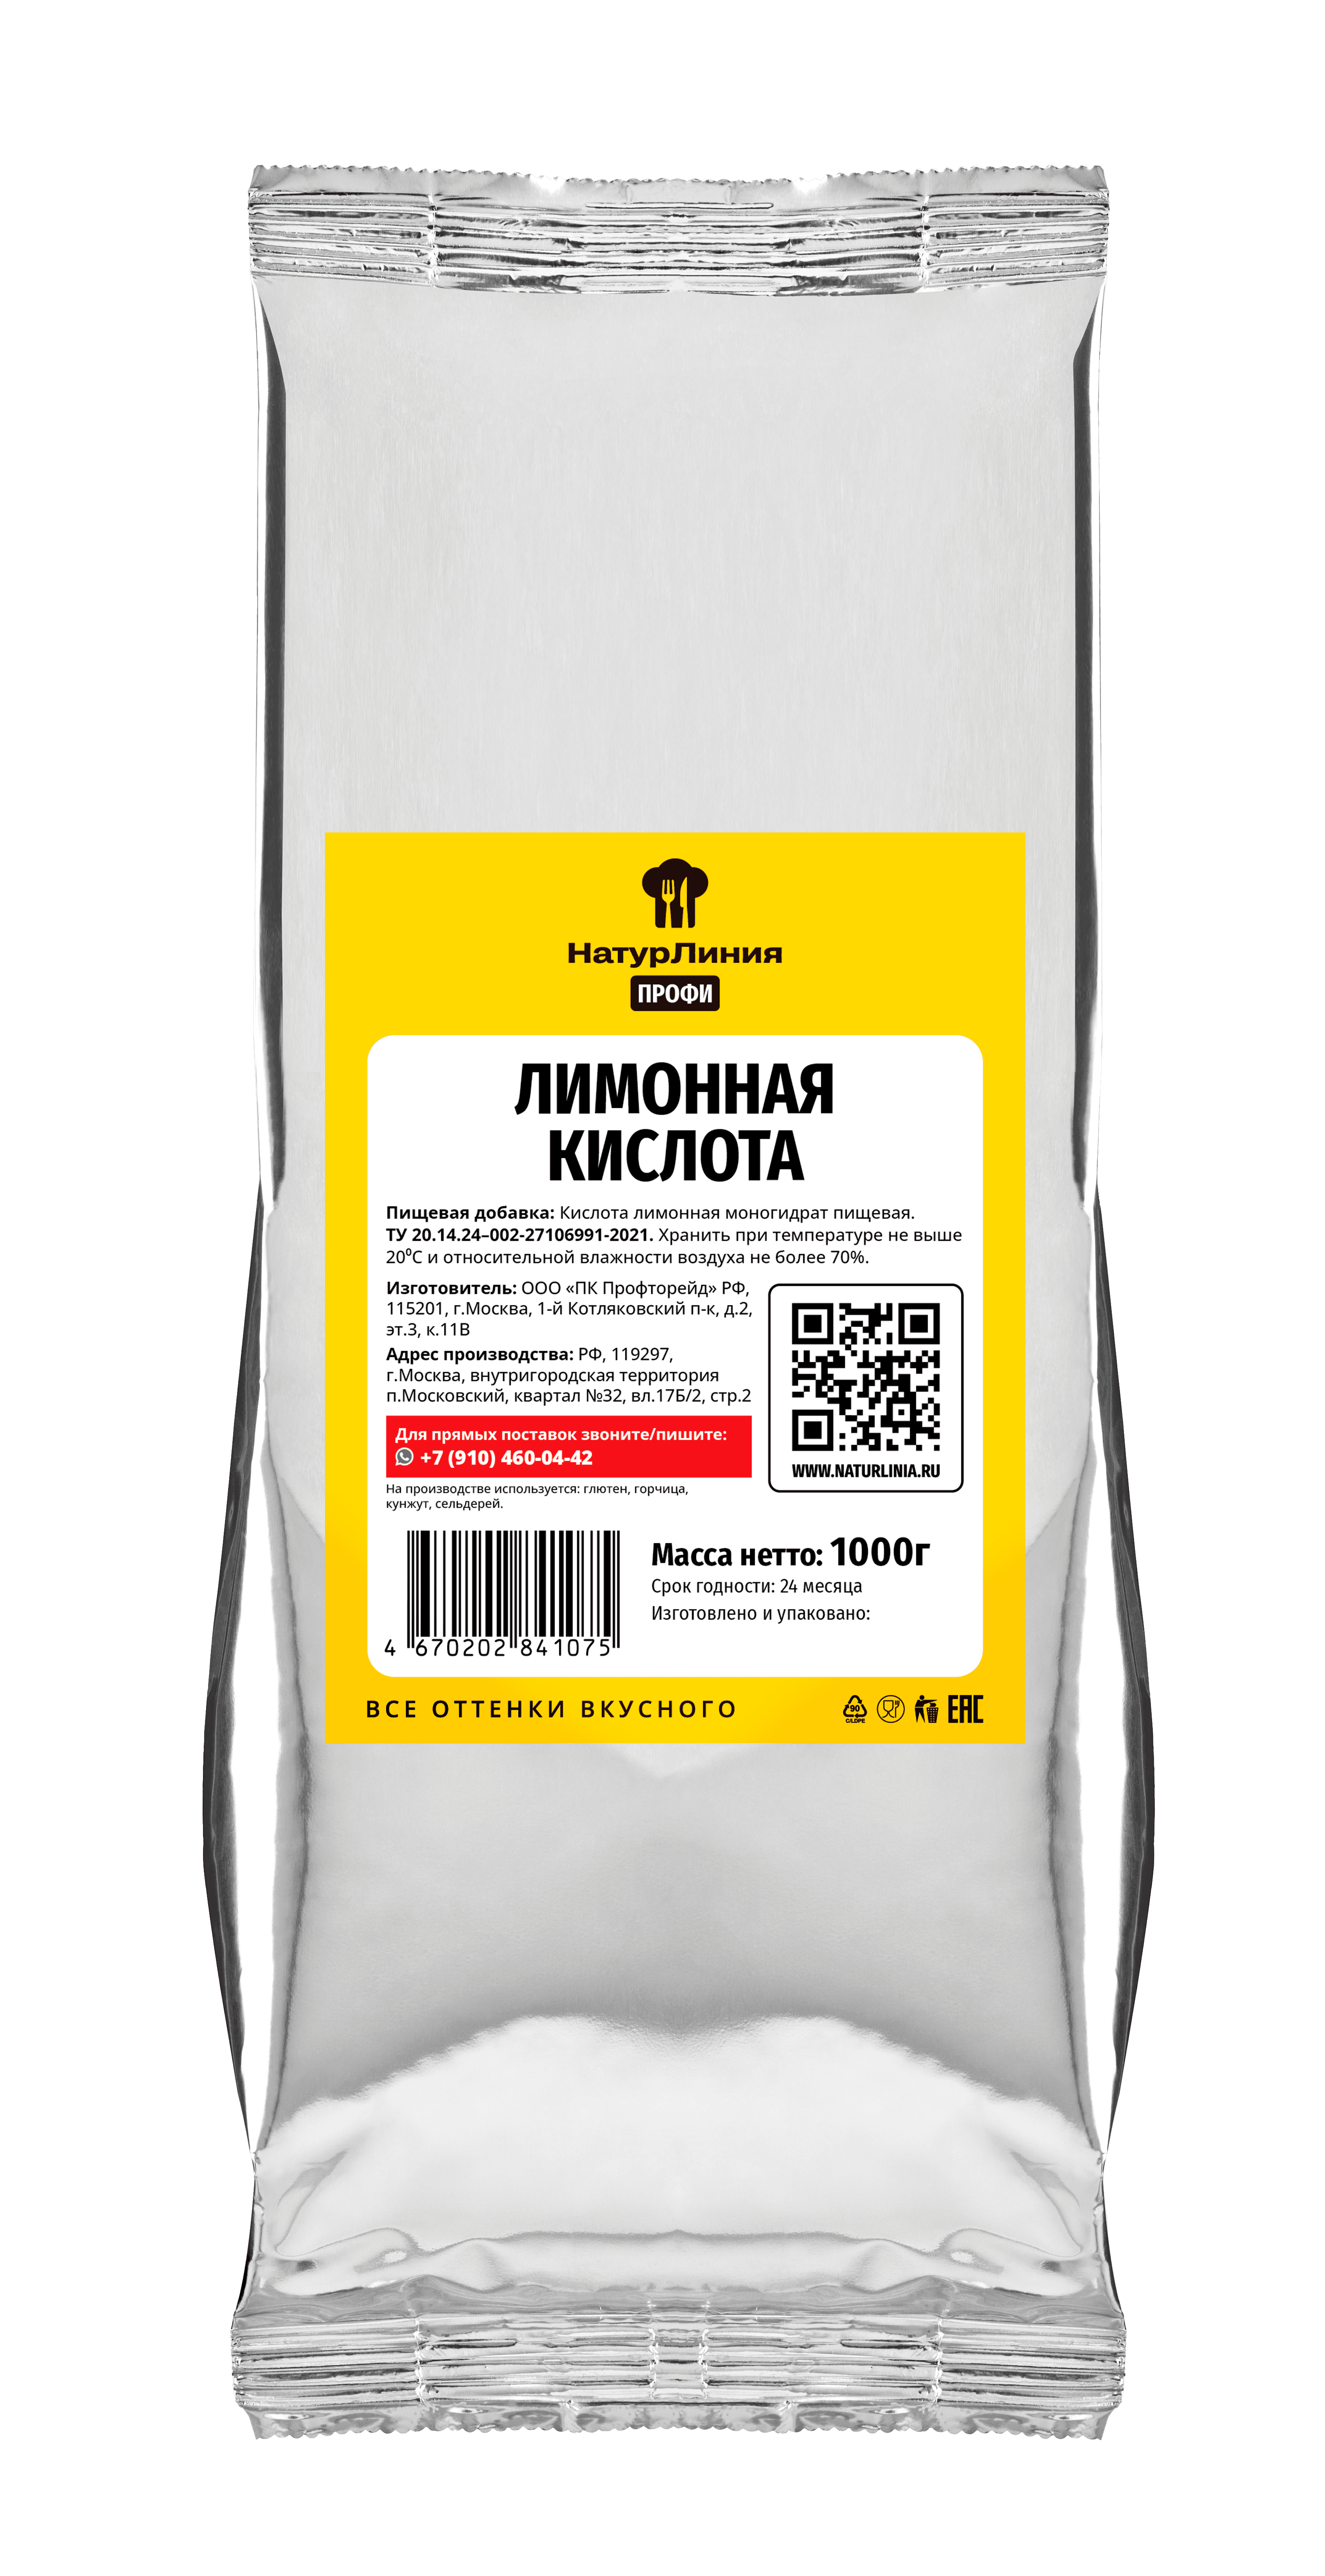 НатурЛиния
ПРОФИ
ЛИМОННАЯ
КИСЛОТА
Пищевая добавка: Кислота лимонная моногидрат пищевая.
ТУ 20.14.24–002-27106991-2021. Хранить при температуре не выше
20⁰С и относительной влажности воздуха не более 70%.
Изготовитель: ООО «ПК Профторейд» РФ,
115201, г.Москва, 1-й Котляковский п-к, д.2,
эт.3, к.11В
Адрес производства: РФ, 119297,
г.Москва, внутригородская территория
п.Московский, квартал №32, вл.17Б/2, стр.2
Для прямых поставок звоните/пишите:
+7 (910) 460-04-42
На производстве используется: глютен, горчица,
кунжут, сельдерей.
WWW.NATURLINIA.RU
4 670202 841075
Масса нетто: 1000г
Срок годности: 24 месяца
Изготовлено и упаковано:
ВСЕ ОТТЕНКИ ВКУСНОГО
90
C/LDPE
EAC